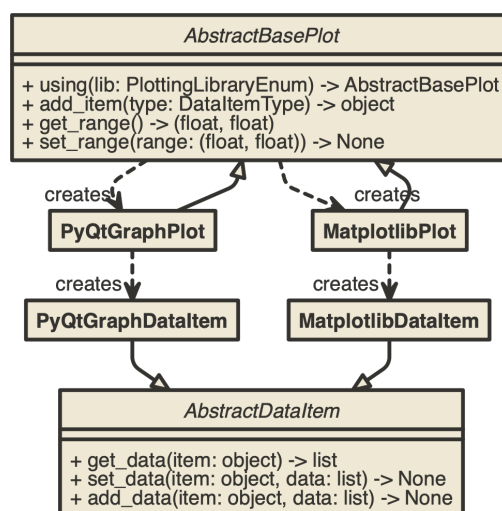 AbstractBasePlot
+ using(lib: PlottingLibraryEnum) -> AbstractBasePlot
+ add_item(type: DataItemType) -> object
+ get_range() -> (float, float)
+ set_range(range: (float, float)) -> None
creates
creates
PyQtGraphPlot
MatplotlibPlot
creates
creates
PyQtGraphDataItem
MatplotlibDataItem
AbstractDataItem
+ get_data(item: object) -> list
+ set_data(item: object, data: list) -> None
+ add_data(item: object, data: list) -> None